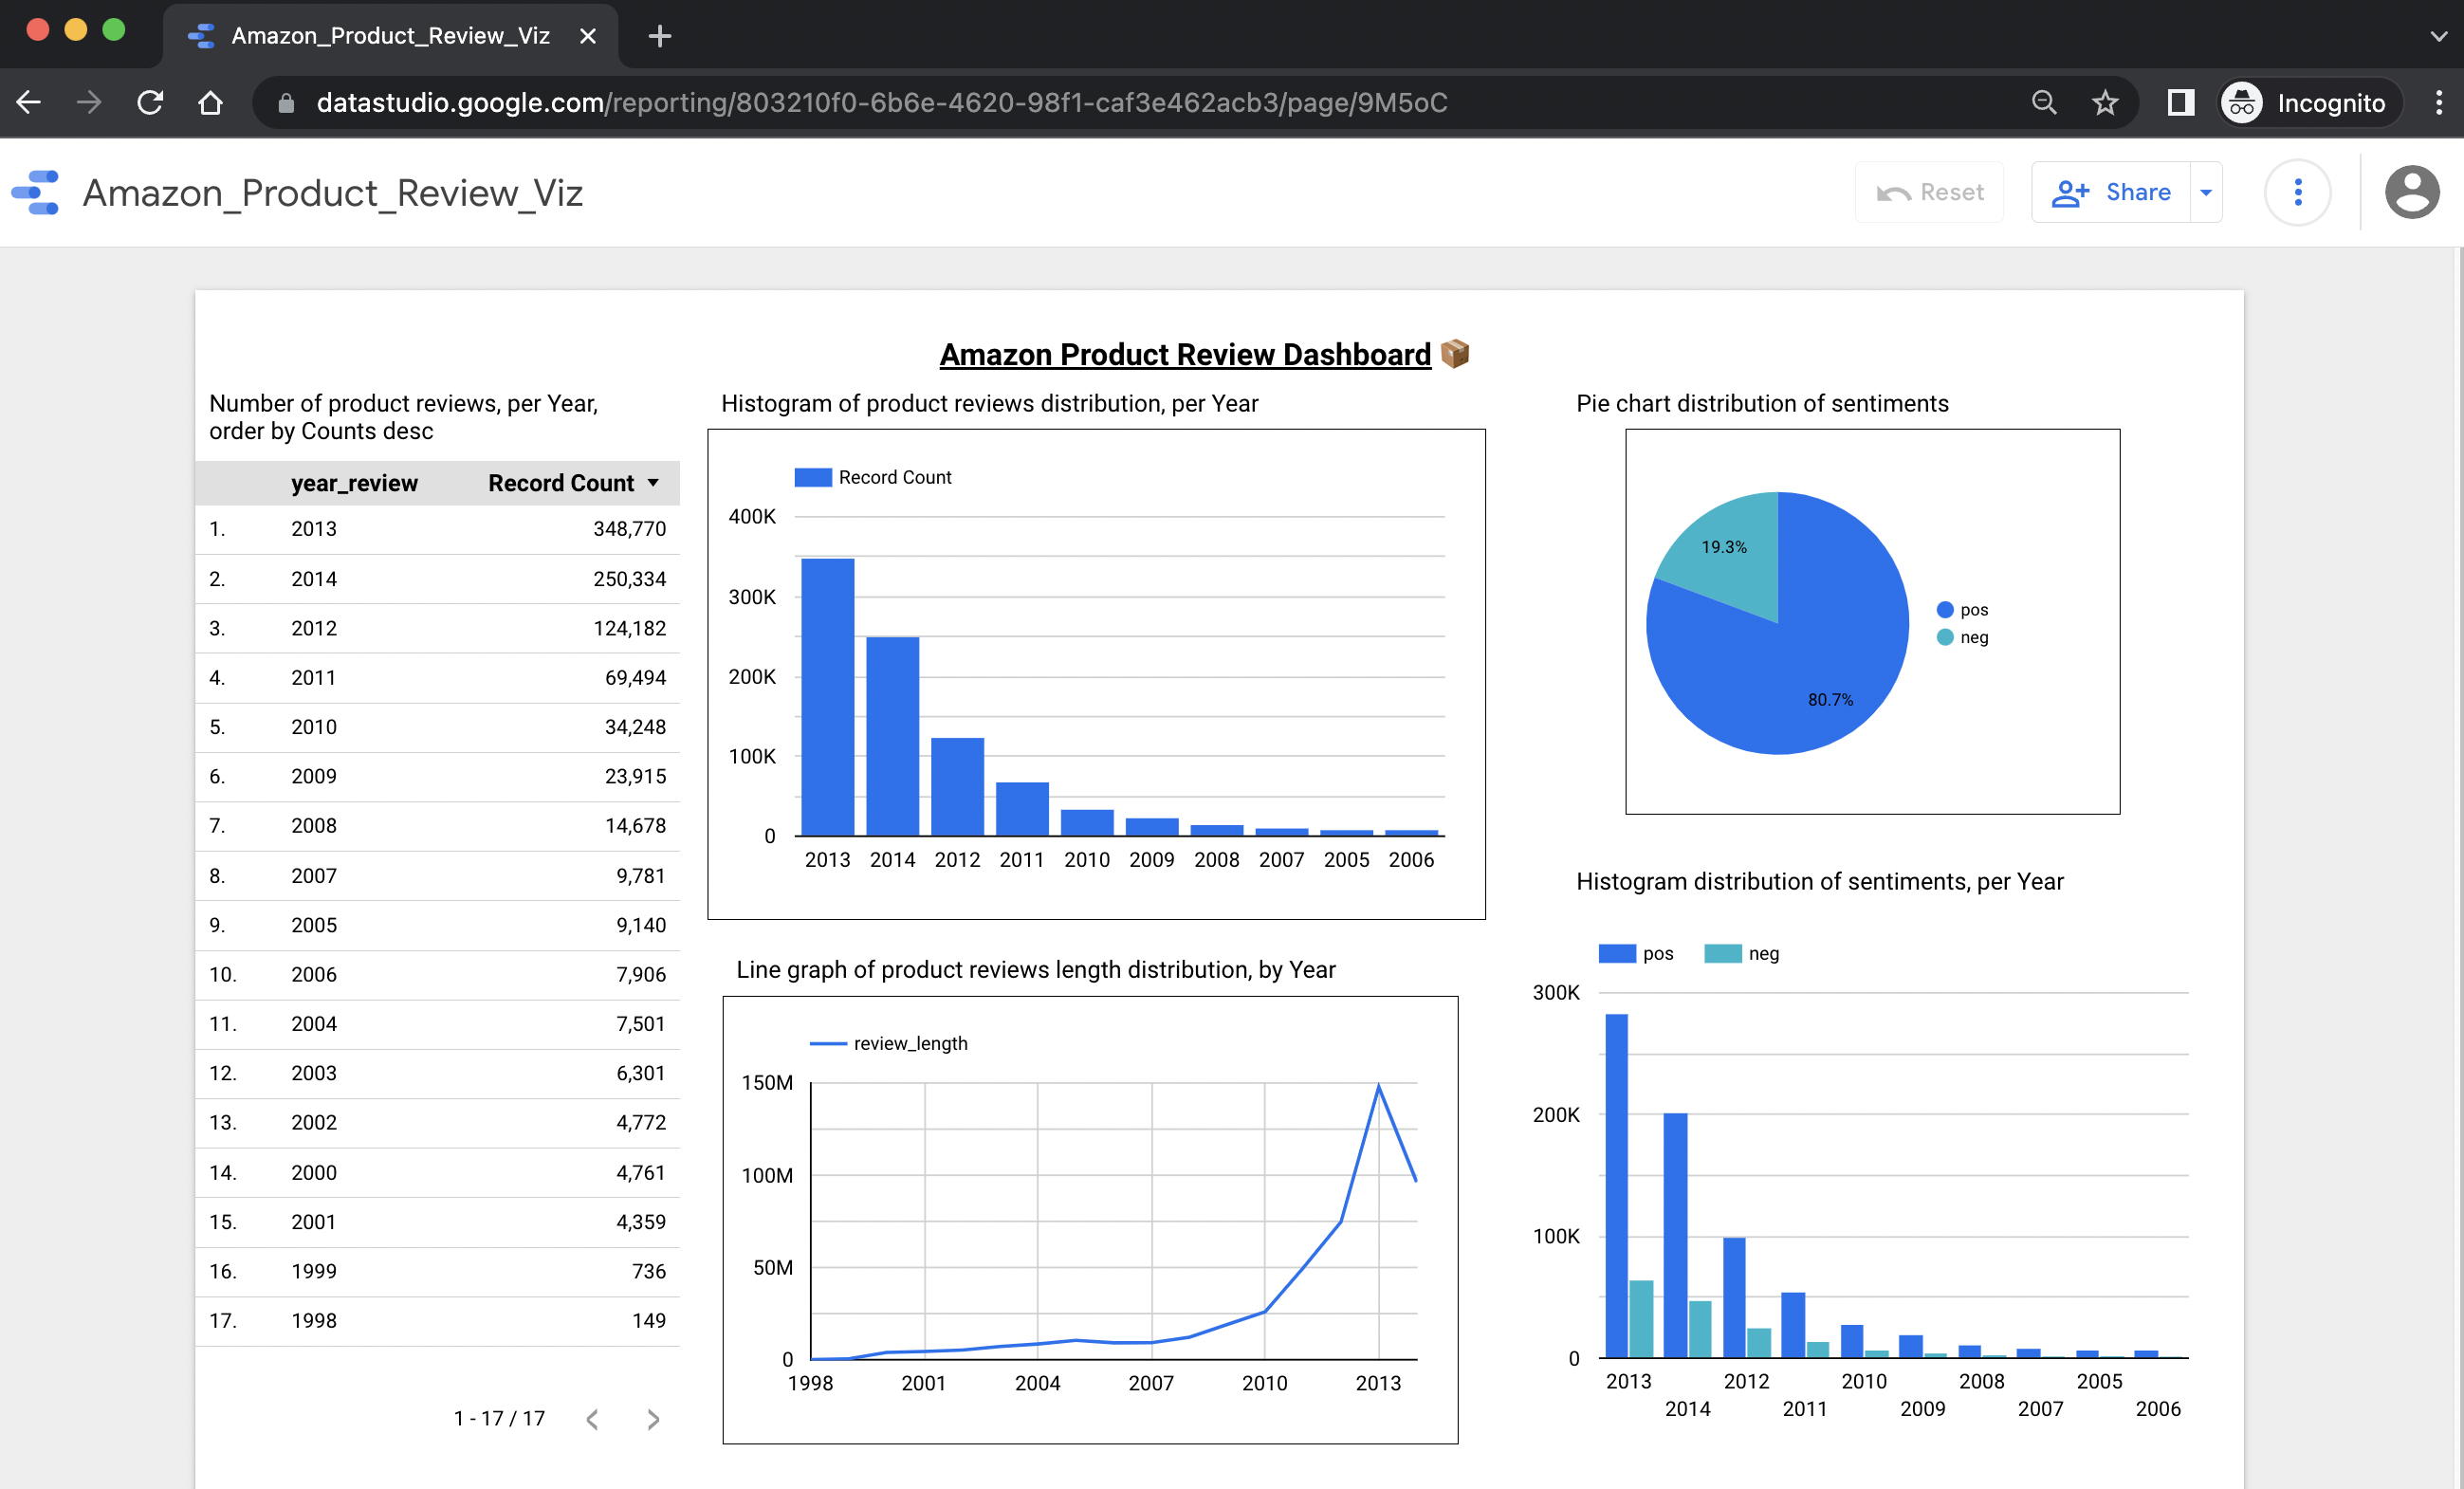 Amazon_Product_Review_Viz
datastudio.google.com/reporting/803210f0-6b6e-4620-98f1-caf3e462acb3/page/9M5oC
Incognito
Amazon_Product_Review_Viz
Reset
Share
Amazon Product Review Dashboard
Number of product reviews, per Year,
order by Counts desc
year_review Record Count
1. 2013 348,770
2. 2014 250,334
3. 2012 124,182
4. 2011 69,494
5. 2010 34,248
6. 2009 23,915
7. 2008 14,678
8. 2007 9,781
9. 2005 9,140
10. 2006 7,906
11. 2004 7,501
12. 2003 6,301
13. 2002 4,772
14. 2000 4,761
15. 2001 4,359
16. 1999 736
17. 1998 149
1 - 17 / 17
Histogram of product reviews distribution, per Year
Record Count
400K
300K
200K
100K
0
2013 2014 2012 2011 2010 2009 2008 2007 2005 2006
Line graph of product reviews length distribution, by Year
review_length
150M
100M
50M
0
1998 2001 2004 2007 2010 2013
Pie chart distribution of sentiments
19.3%
80.7%
pos
neg
Histogram distribution of sentiments, per Year
pos neg
300K
200K
100K
0
2013 2012 2010 2008 2005
2014 2011 2009 2007 2006